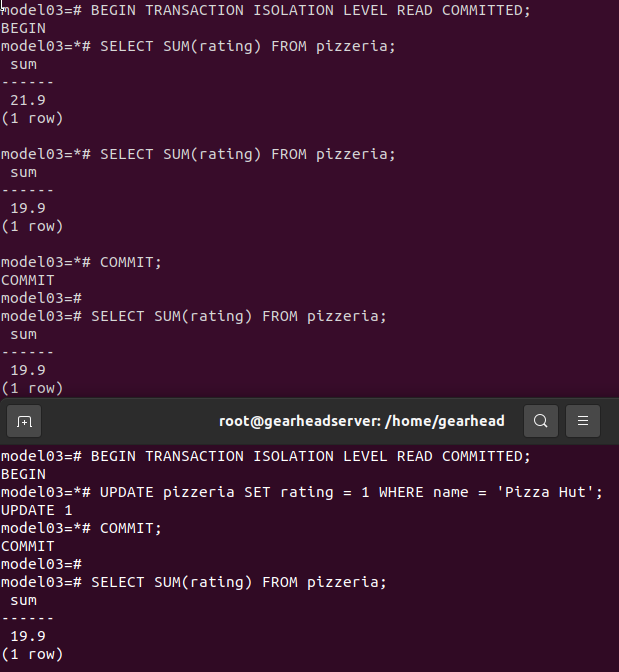 model03=# BEGIN TRANSACTION ISOLATION LEVEL READ COMMITTED;
BEGIN
model03=*# SELECT SUM(rating) FROM pizzeria;
 sum
------
 21.9
(1 row)

model03=*# SELECT SUM(rating) FROM pizzeria;
 sum
------
 19.9
(1 row)

model03=*# COMMIT;
COMMIT
model03=#
model03=# SELECT SUM(rating) FROM pizzeria;
 sum
------
 19.9
(1 row)
root@gearheadserver: /home/gearhead
model03=# BEGIN TRANSACTION ISOLATION LEVEL READ COMMITTED;
BEGIN
model03=*# UPDATE pizzeria SET rating = 1 WHERE name = 'Pizza Hut';
UPDATE 1
model03=*# COMMIT;
COMMIT
model03=#
model03=# SELECT SUM(rating) FROM pizzeria;
 sum
------
 19.9
(1 row)